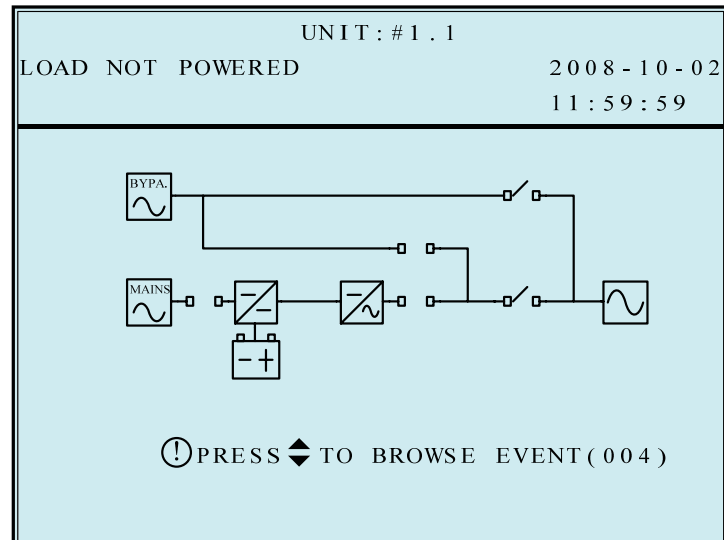 UNIT:#1.1
LOAD NOT POWERED 2008-10-02
11:59:59
BYPA.
MAINS
PRESS TO BROWSE EVENT(004)